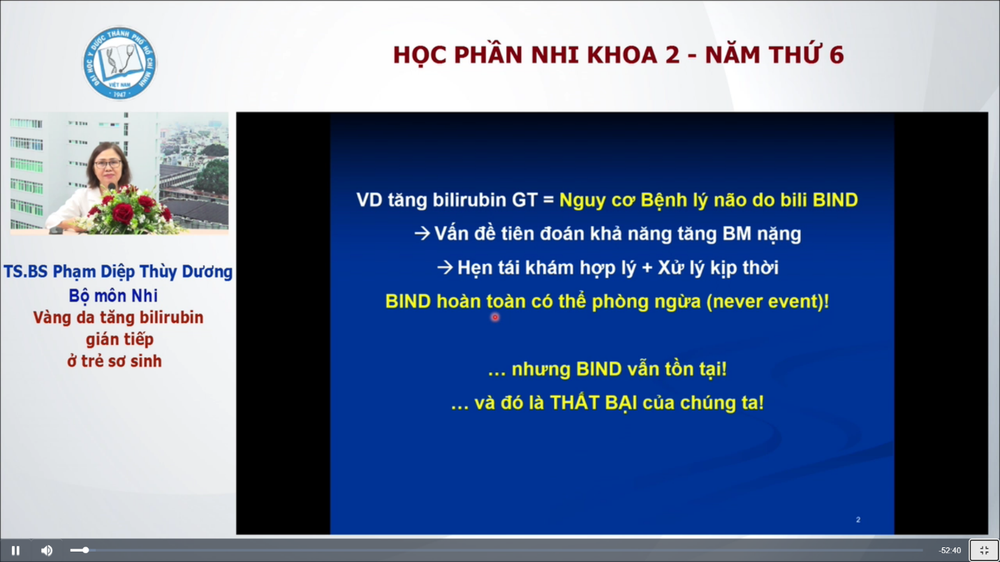 ĐẠI HỌC Y DƯỢC THÀNH PHỐ HỒ CHÍ MINH
VIỆT NAM
1947
HỌC PHẦN NHI KHOA 2 - NĂM THỨ 6
TS.BS Phạm Diệp Thùy Dương
Bộ môn Nhi
Vàng da tăng bilirubin
gián tiếp
ở trẻ sơ sinh
VD tăng bilirubin GT = Nguy cơ Bệnh lý não do bili BIND
→ Vấn đề tiên đoán khả năng tăng BM nặng
→ Hẹn tái khám hợp lý + Xử lý kịp thời
BIND hoàn toàn có thể phòng ngừa (never event)!
… nhưng BIND vẫn tồn tại!
… và đó là THẤT BẠI của chúng ta!
2
-52:40